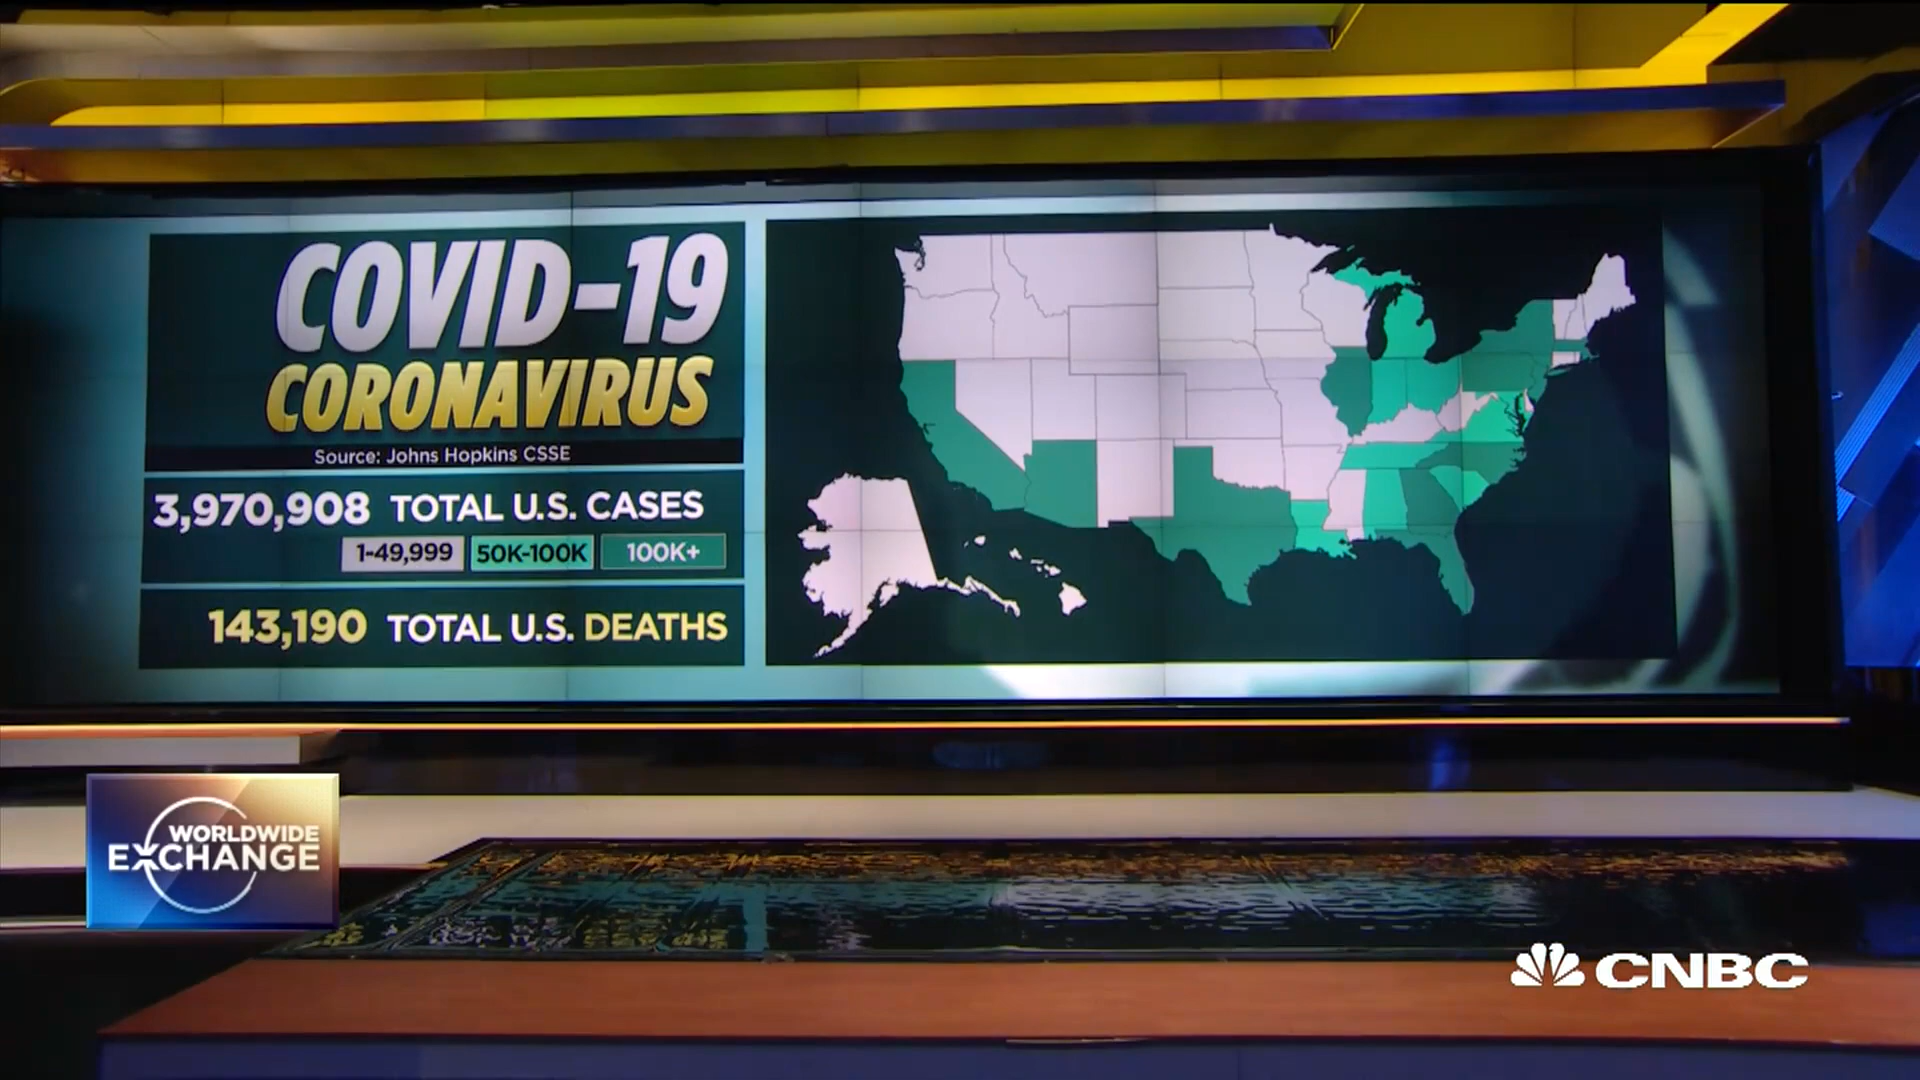 COVID-19
CORONAVIRUS
Source: Johns Hopkins CSSE
3,970,908 TOTAL U.S. CASES
1-49,999 50K-100K 100K+
143,190 TOTAL U.S. DEATHS
WORLDWIDE
EXCHANGE
CNBC